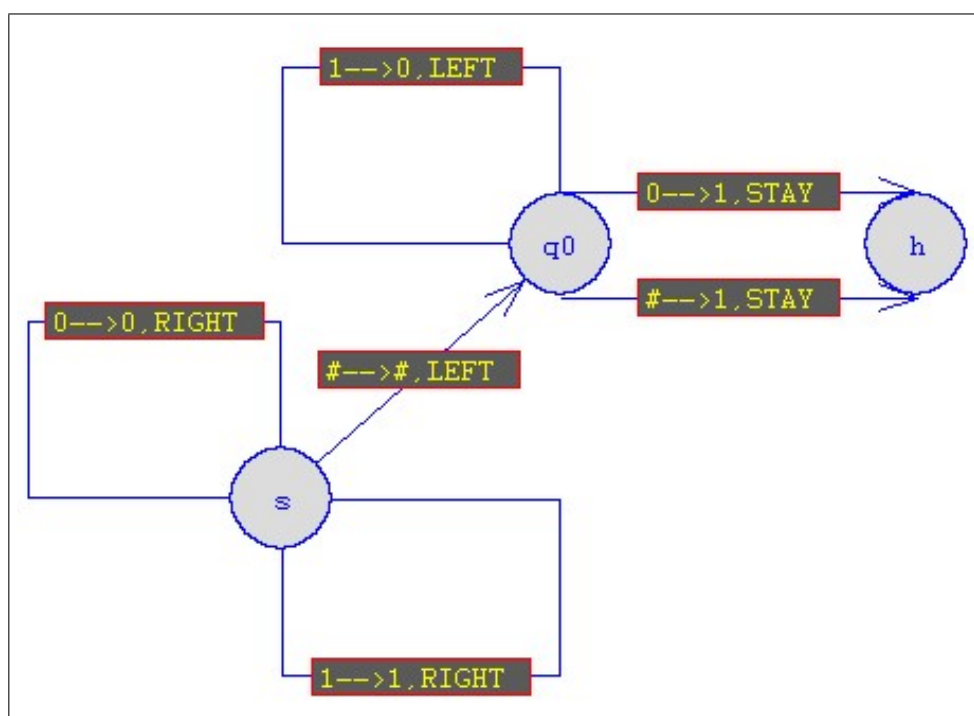 1-->0,LEFT
0-->1,STAY
q0
h
#-->1,STAY
0-->0,RIGHT
#-->#,LEFT
s
1-->1,RIGHT